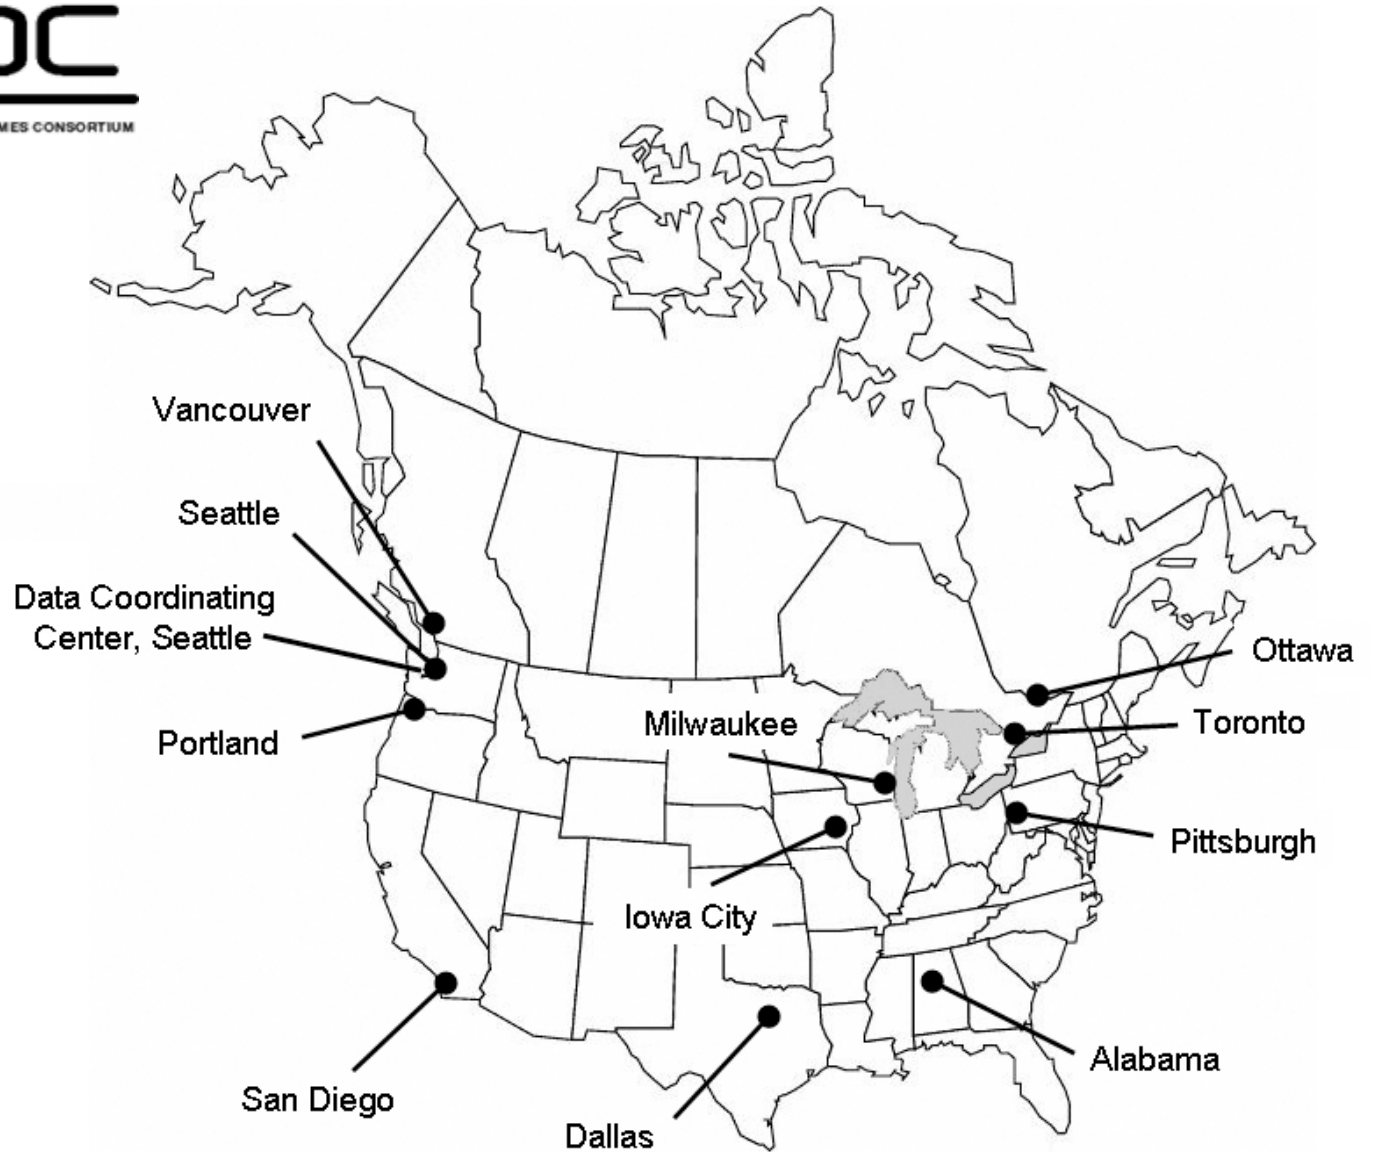 OC
MES CONSORTIUM
Vancouver
Seattle
Data Coordinating
Center, Seattle
Portland
Milwaukee
Ottawa
Toronto
Pittsburgh
Iowa City
San Diego
Dallas
Alabama